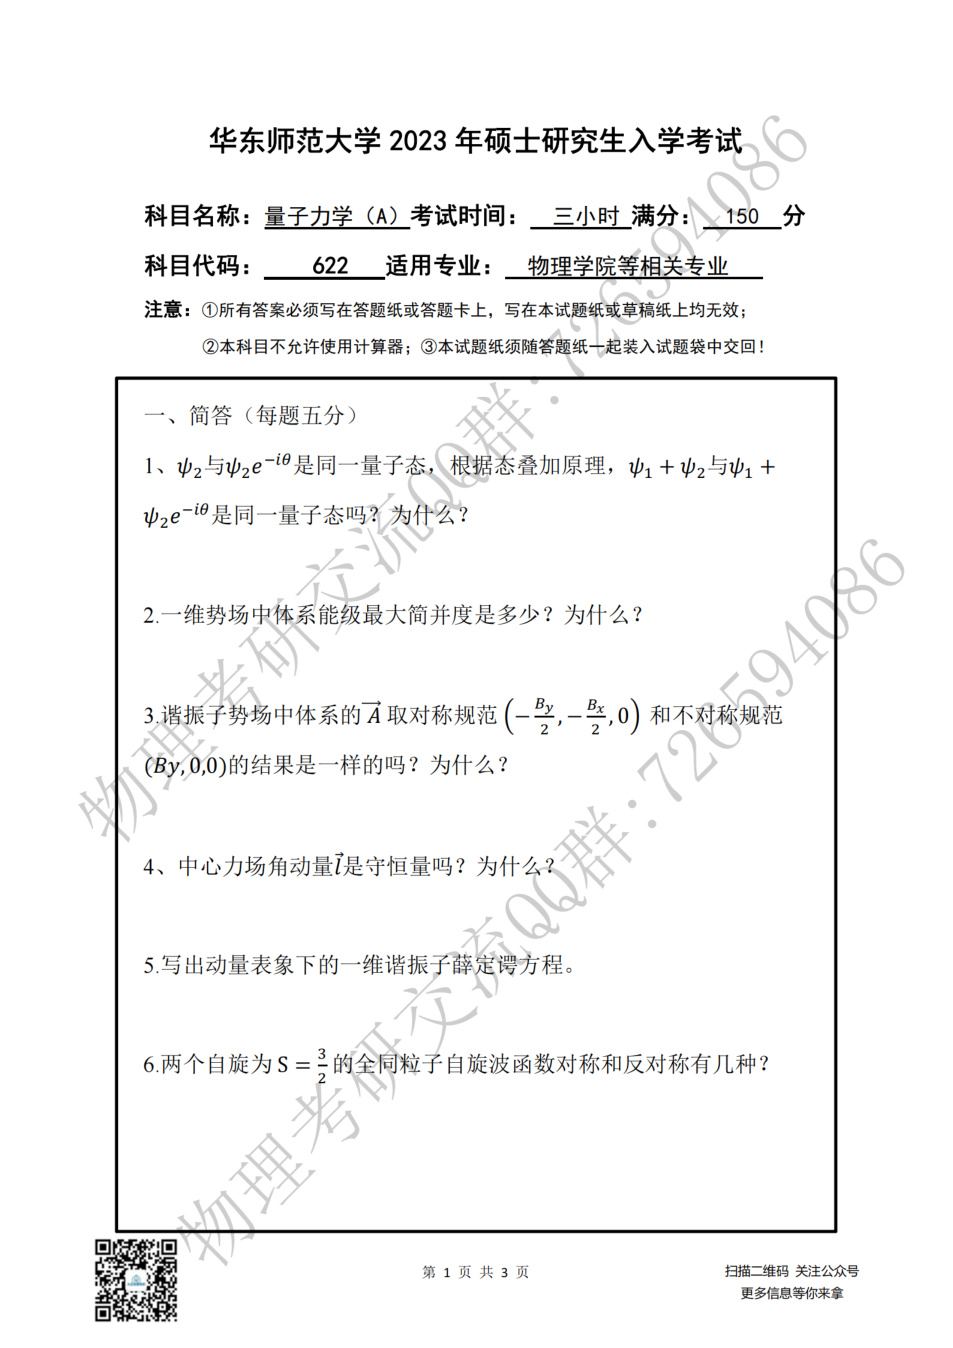 华东师范大学 2023 年硕士研究生入学考试
科目名称：量子力学（A）考试时间： 三小时 满分： 150 分
科目代码： 622 适用专业： 物理学院等相关专业
注意：①所有答案必须写在答题纸或答题卡上，写在本试题纸或草稿纸上均无效；
②本科目不允许使用计算器；③本试题纸须随答题纸一起装入试题袋中交回！
一、简答（每题五分）
1、ψ₂与ψ₂e^{-iθ}是同一量子态，根据态叠加原理，ψ₁ + ψ₂与ψ₁ +
ψ₂e^{-iθ}是同一量子态吗？为什么？
2.一维势场中体系能级最大简并度是多少？为什么？
3.谐振子势场中体系的 \vec{A} 取对称规范 (-\frac{By}{2}, -\frac{Bx}{2}, 0) 和不对称规范
(By, 0,0)的结果是一样的吗？为什么？
4、中心力场角动量\vec{l}是守恒量吗？为什么？
5.写出动量表象下的一维谐振子薛定谔方程。
6.两个自旋为 S = \frac{3}{2} 的全同粒子自旋波函数对称和反对称有几种？
物理考研交流QQ群：726594086
物理考研交流QQ群：726594086
第 1 页 共 3 页
扫描二维码 关注公众号
更多信息等你来拿